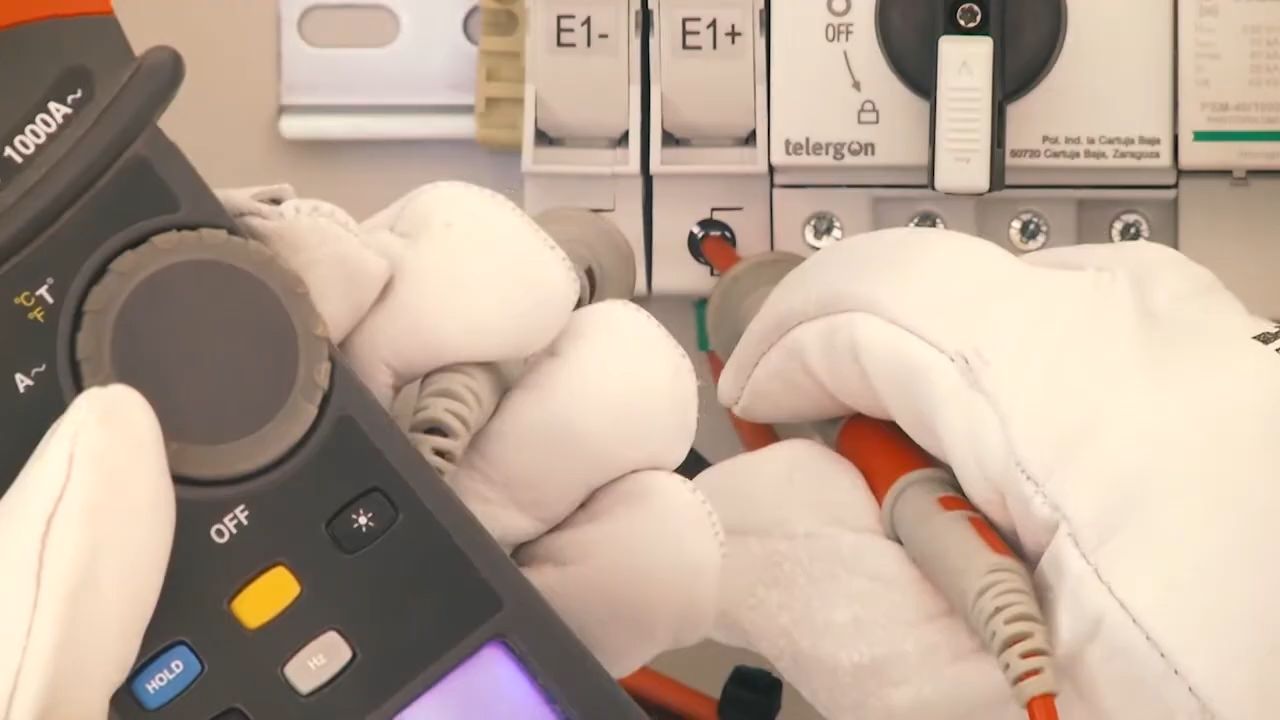 1000A~
°C
°F
T°
A~
OFF
HOLD
Hz
E1-
E1+
OFF
telergon
Pol. Ind. la Cartuja Baja
50720 Cartuja Baja, Zaragoza